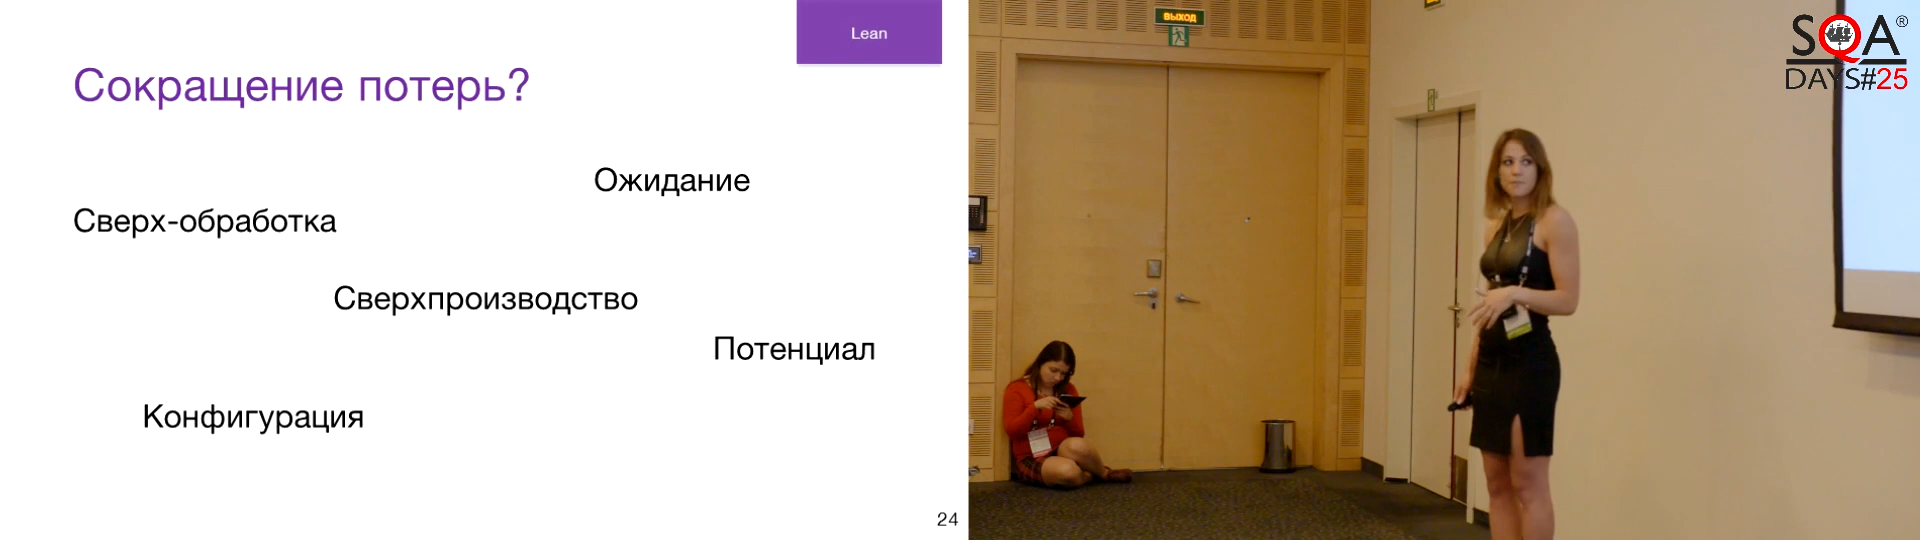 Lean
Сокращение потерь?
Ожидание
Сверх-обработка
Сверхпроизводство
Потенциал
Конфигурация
24
ВЫХОД
SQA®
DAYS#25